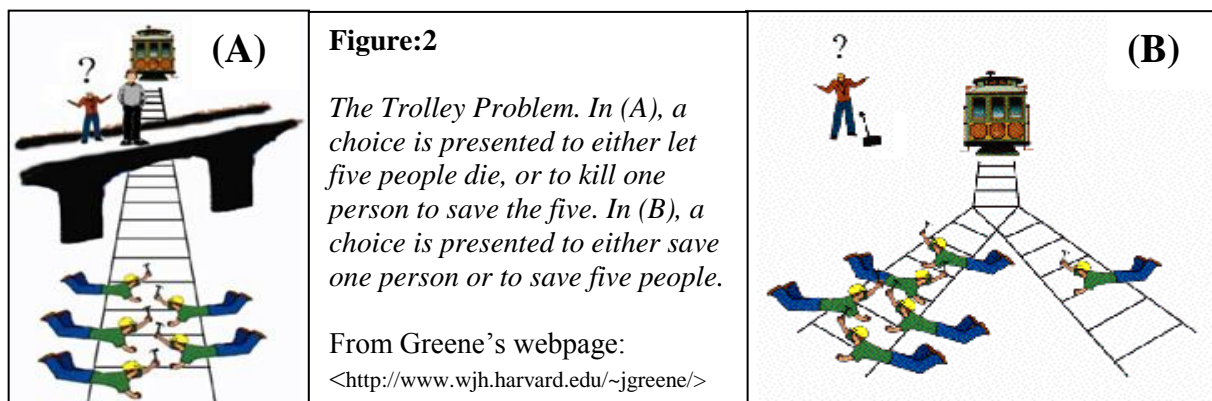 (A)
?
Figure:2
The Trolley Problem. In (A), a
choice is presented to either let
five people die, or to kill one
person to save the five. In (B), a
choice is presented to either save
one person or to save five people.
From Greene’s webpage:
<http://www.wjh.harvard.edu/~jgreene/>
?
(B)